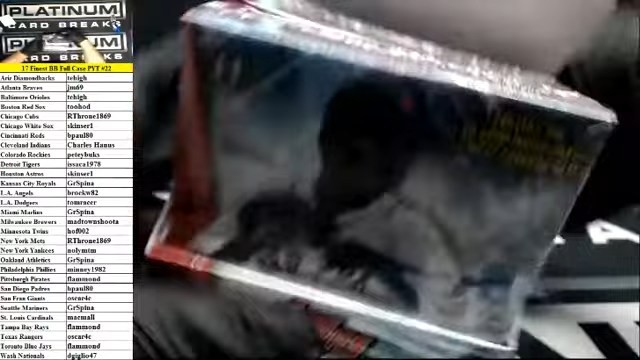 PLATINUM
CARD BREAKS
PLATINUM
CARD BREAKS
17 Finest BB Full Case PYT #22
Ariz Diamondbacks tehigh
Atlanta Braves jm69
Baltimore Orioles tehigh
Boston Red Sox toohod
Chicago Cubs RThrone1869
Chicago White Sox skinser1
Cincinnati Reds bpaul80
Cleveland Indians Charles Hanus
Colorado Rockies peteybuks
Detroit Tigers issaca1978
Houston Astros skinser1
Kansas City Royals GrSpina
L.A. Angels brockw82
L.A. Dodgers tomracer
Miami Marlins GrSpina
Milwaukee Brewers madtownshoota
Minnesota Twins hof002
New York Mets RThrone1869
New York Yankees nolymtm
Oakland Athletics GrSpina
Philadelphia Phillies minney1982
Pittsburgh Pirates flammond
San Diego Padres bpaul80
San Fran Giants oscar4c
Seattle Mariners GrSpina
St. Louis Cardinals macmall
Tampa Bay Rays flammond
Texas Rangers oscar4c
Toronto Blue Jays flammond
Wash Nationals dgiglio47